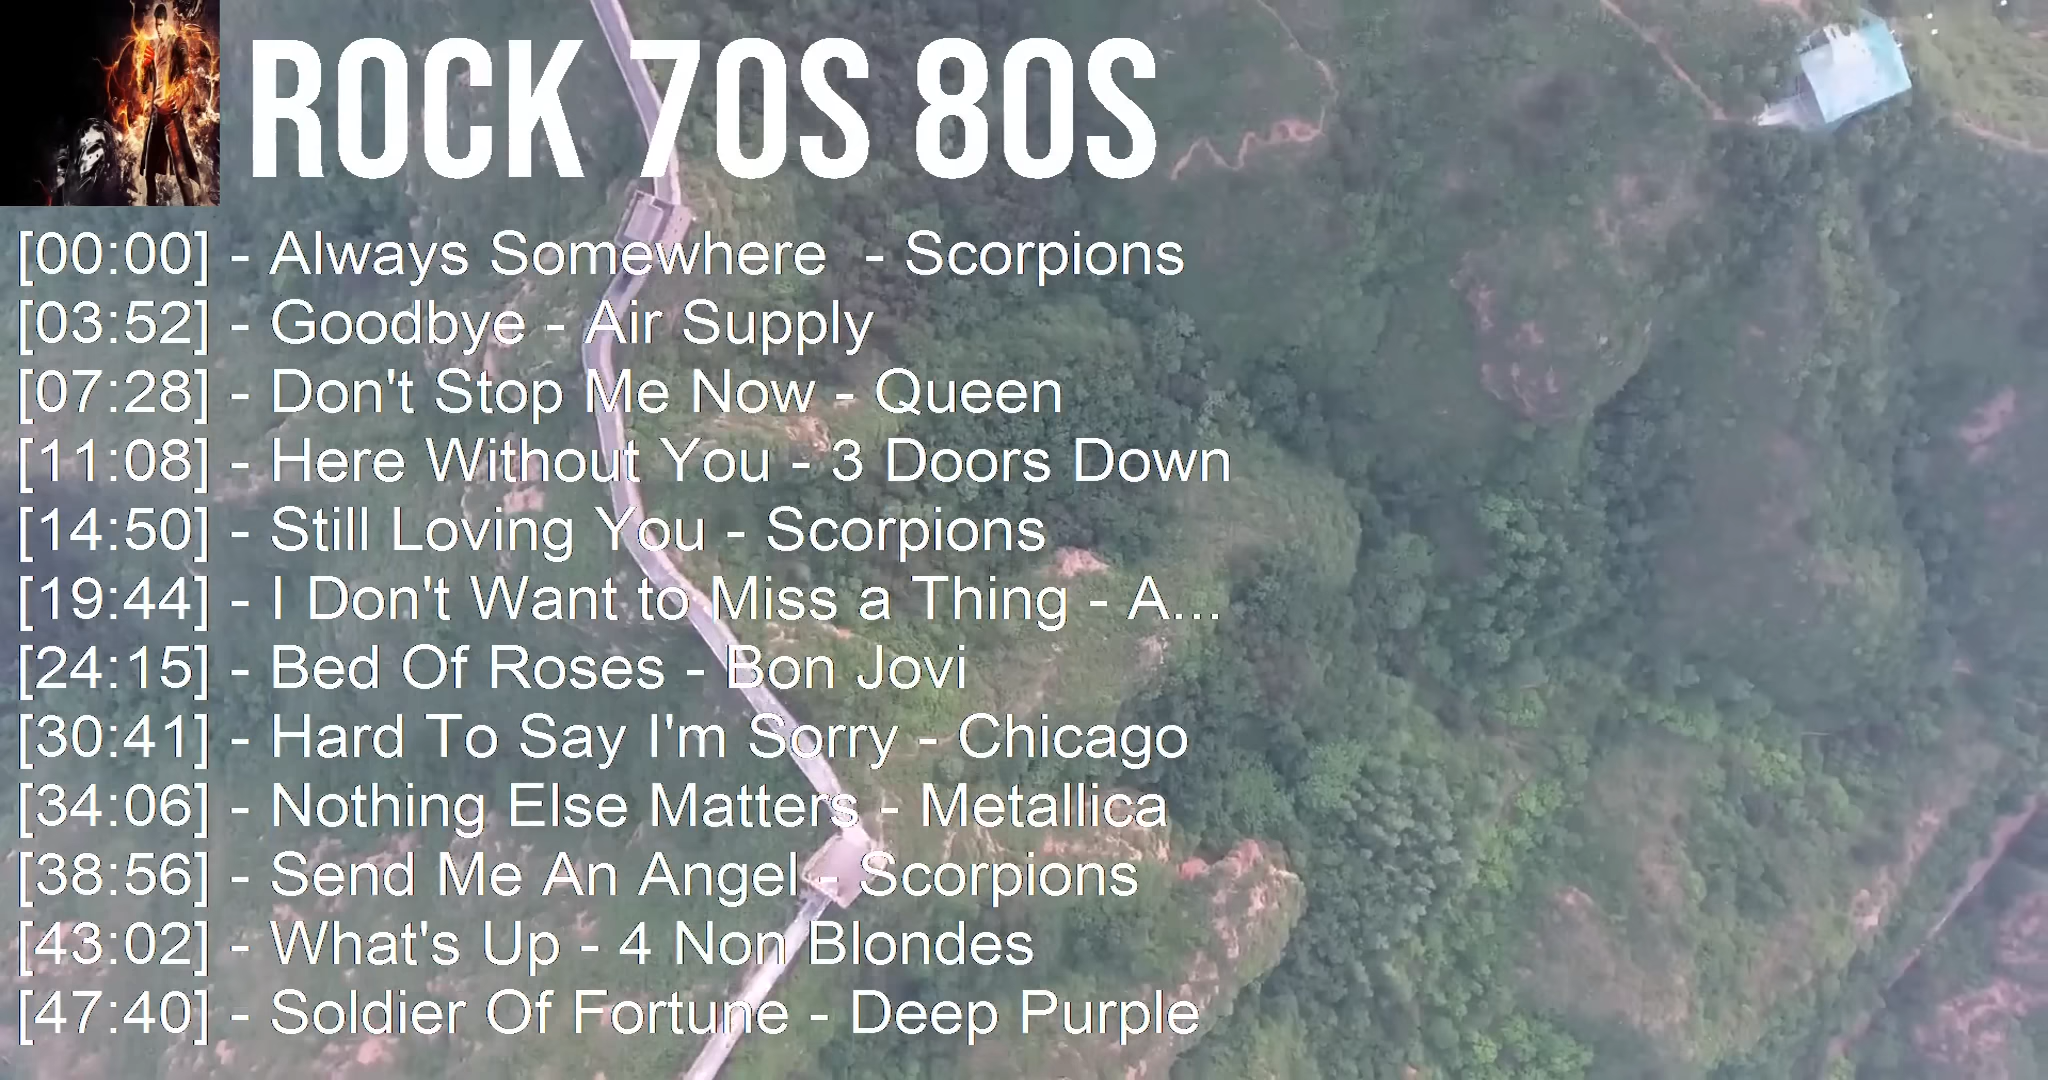 ROCK 70S 80S
[00:00] - Always Somewhere  - Scorpions
[03:52] - Goodbye - Air Supply
[07:28] - Don't Stop Me Now - Queen
[11:08] - Here Without You - 3 Doors Down
[14:50] - Still Loving You - Scorpions
[19:44] - I Don't Want to Miss a Thing - A...
[24:15] - Bed Of Roses - Bon Jovi
[30:41] - Hard To Say I'm Sorry - Chicago
[34:06] - Nothing Else Matters - Metallica
[38:56] - Send Me An Angel - Scorpions
[43:02] - What's Up - 4 Non Blondes
[47:40] - Soldier Of Fortune - Deep Purple